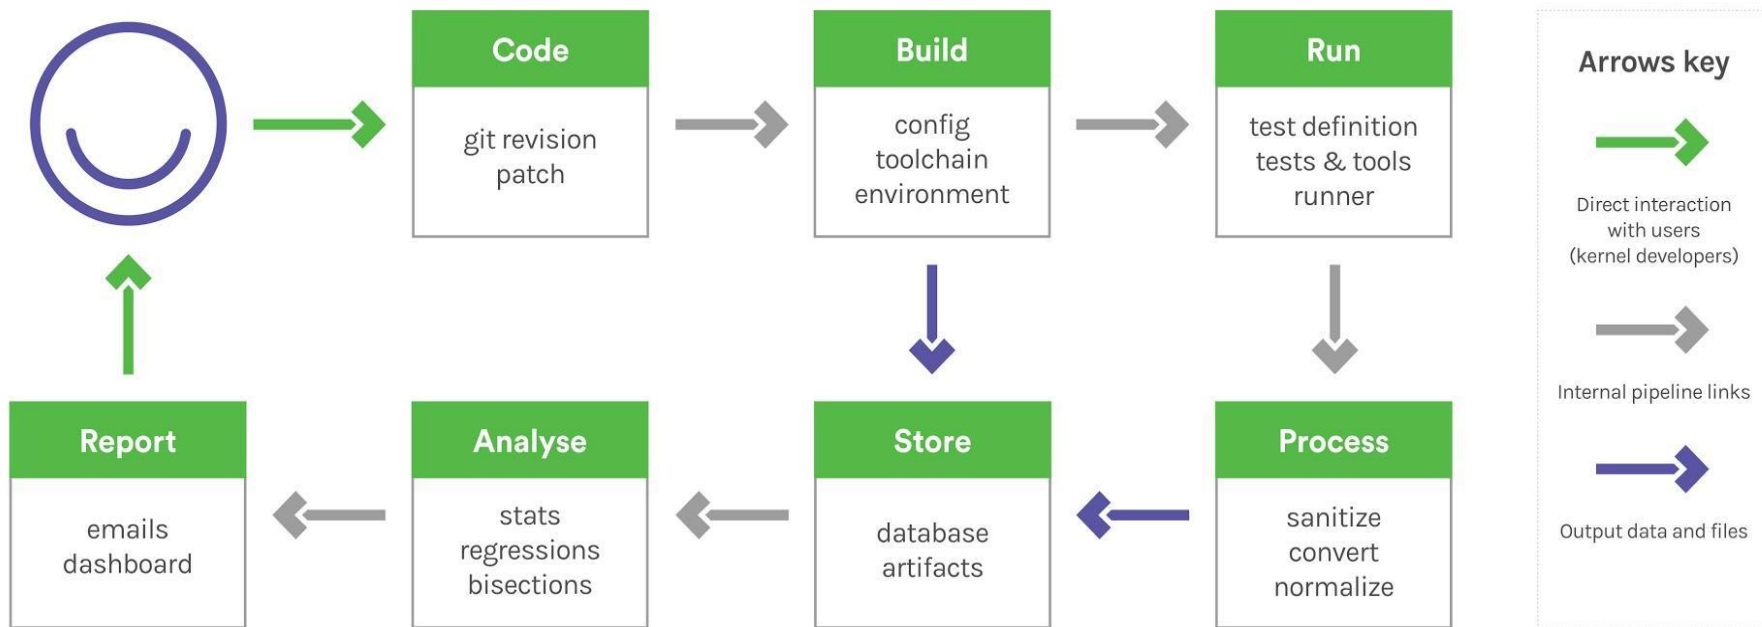 Code
git revision
patch
Build
config
toolchain
environment
Run
test definition
tests & tools
runner
Report
emails
dashboard
Analyse
stats
regressions
bisections
Store
database
artifacts
Process
sanitize
convert
normalize
Arrows key
Direct interaction
with users
(kernel developers)
Internal pipeline links
Output data and files